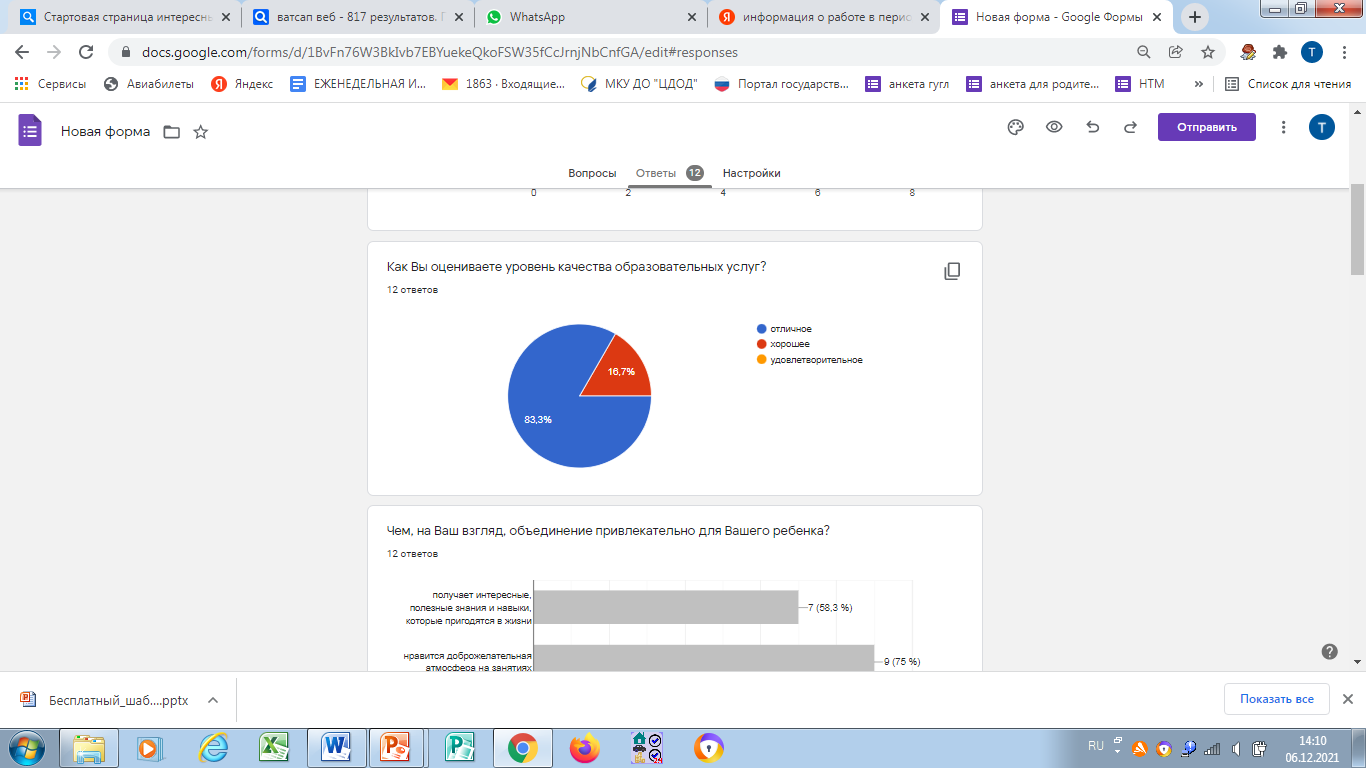 Стартовая страница интересн
ватсап веб - 817 результатов. П
WhatsApp
информация о работе в перио
Новая форма - Google Формы
docs.google.com/forms/d/1BvFn76W3BkIvb7EBYuekeQkoFSW35fCcJrnjNbCnfGA/edit#responses
Сервисы
Авиабилеты
Яндекс
ЕЖЕНЕДЕЛЬНАЯ И...
1863 · Входящие...
МКУ ДО "ЦДОД"
Портал государств...
анкета гугл
анкета для родите...
НТМ
»
Список для чтения
Новая форма
Отправить
Т
Вопросы
Ответы 12
Настройки
0 2 4 6 8
Как Вы оцениваете уровень качества образовательных услуг?
12 ответов
отличное
хорошее
удовлетворительное
16,7%
83,3%
Чем, на Ваш взгляд, объединение привлекательно для Вашего ребенка?
12 ответов
получает интересные,
полезные знания и навыки,
которые пригодятся в жизни
7 (58,3 %)
нравится доброжелательная
атмосфера на занятиях
9 (75 %)
Бесплатный_шаб....pptx
Показать все
RU
14:10
06.12.2021